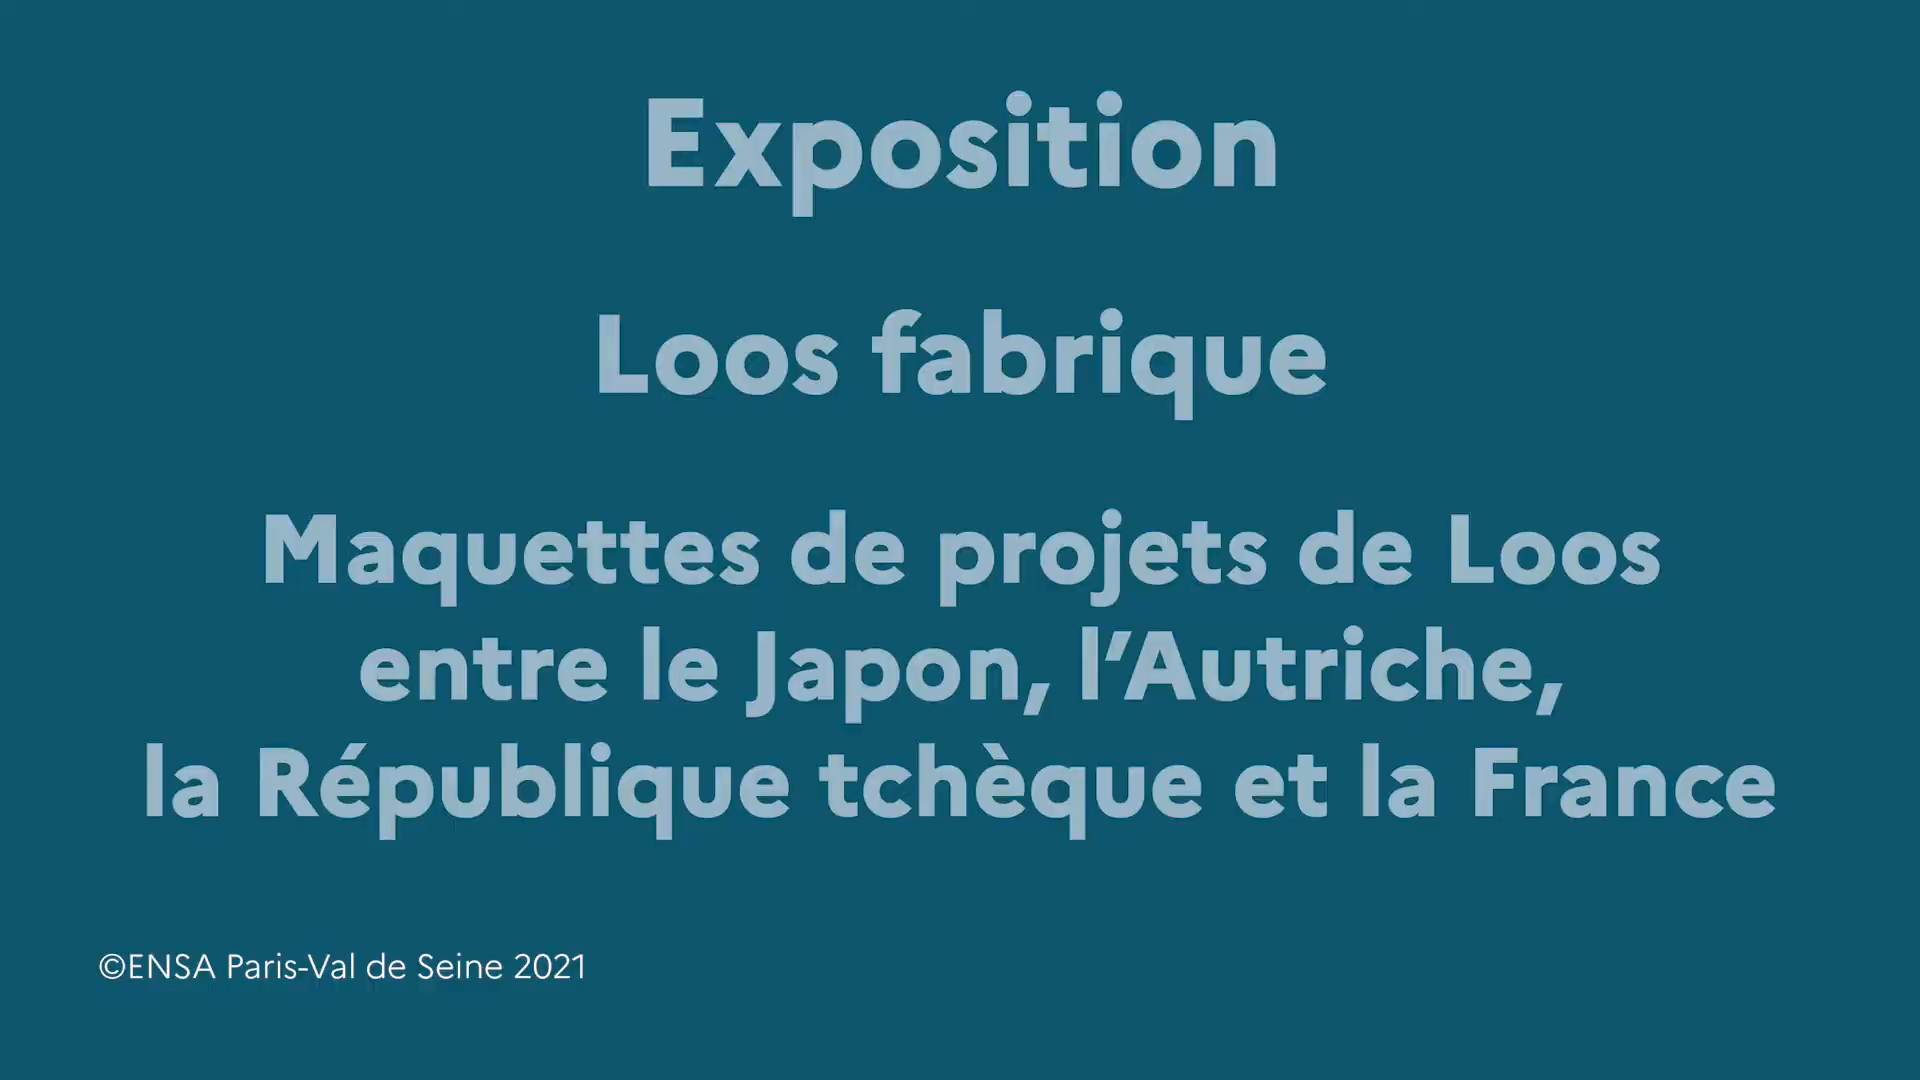 Exposition
Loos fabrique
Maquettes de projets de Loos
entre le Japon, l’Autriche,
la République tchèque et la France
©ENSA Paris-Val de Seine 2021